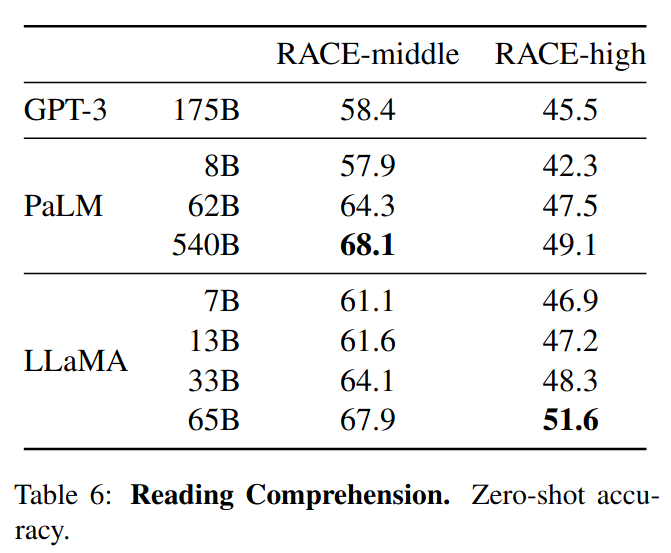 RACE-middle RACE-high
GPT-3 175B 58.4 45.5
8B 57.9 42.3
PaLM 62B 64.3 47.5
540B 68.1 49.1
7B 61.1 46.9
13B 61.6 47.2
LLaMA
33B 64.1 48.3
65B 67.9 51.6
Table 6: Reading Comprehension. Zero-shot accu-
racy.